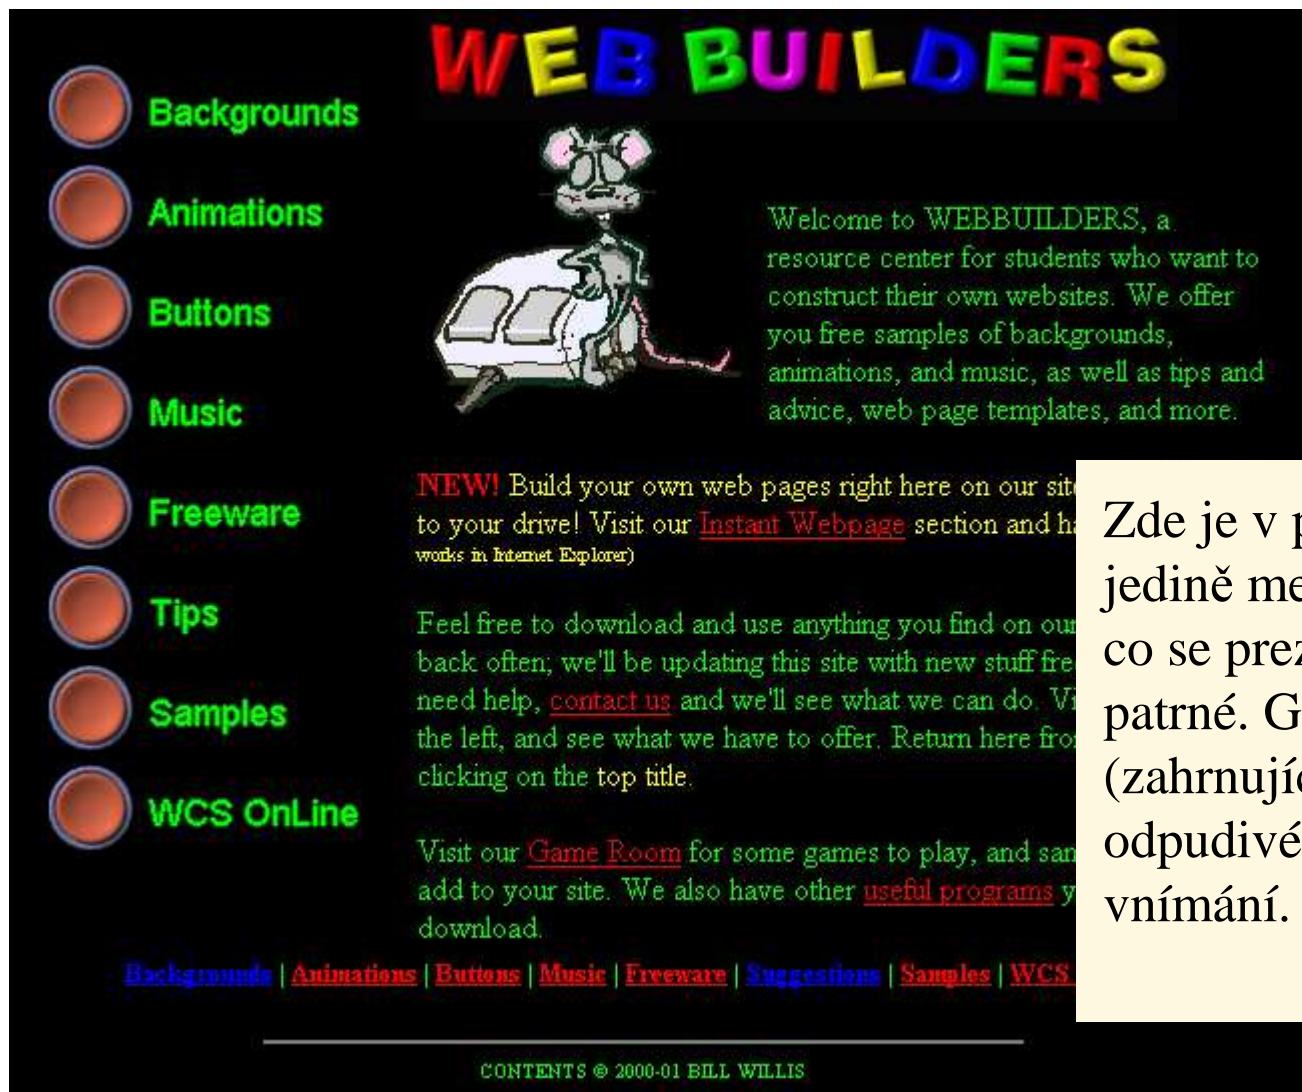 WEB BUILDERS
Backgrounds
Animations
Buttons
Music
Freeware
Tips
Samples
WCS OnLine
Welcome to WEBBUILDERS, a
resource center for students who want to
construct their own websites. We offer
you free samples of backgrounds,
animations, and music, as well as tips and
advice, web page templates, and more.
NEW! Build your own web pages right here on our
to your drive! Visit our Instant Webpage section and
works in Internet Explorer)
Feel free to download and use anything you find on our
back often; we'll be updating this site with new stuff
need help, contact us and we'll see what we can do.
the left, and see what we have to offer. Return here
clicking on the top title.
Visit our Game Room for some games to play, and
add to your site. We also have other useful programs
download.
Backgrounds | Animations | Buttons | Music | Freeware | Suggestions | Samples | WCS
CONTENTS © 2000-01 BILL WILLIS
Zde je v
jedině
co se
patrné.
odpudivé
vnímání.